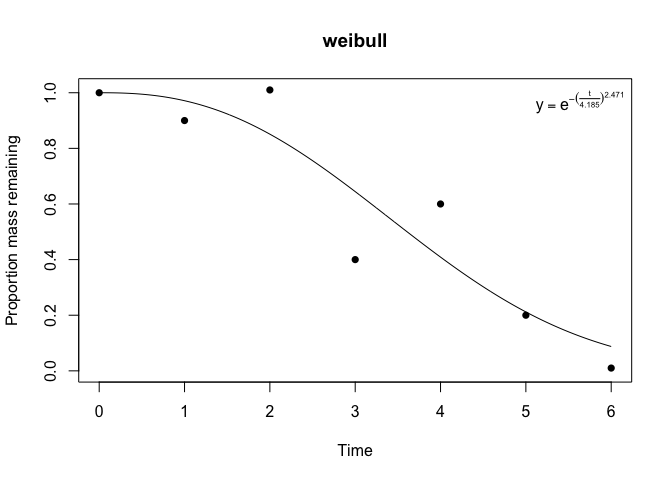 weibull
y = e^−(t/4.185)^2.471
Proportion mass remaining
1.0
0.8
0.6
0.4
0.2
0.0
0 1 2 3 4 5 6
Time